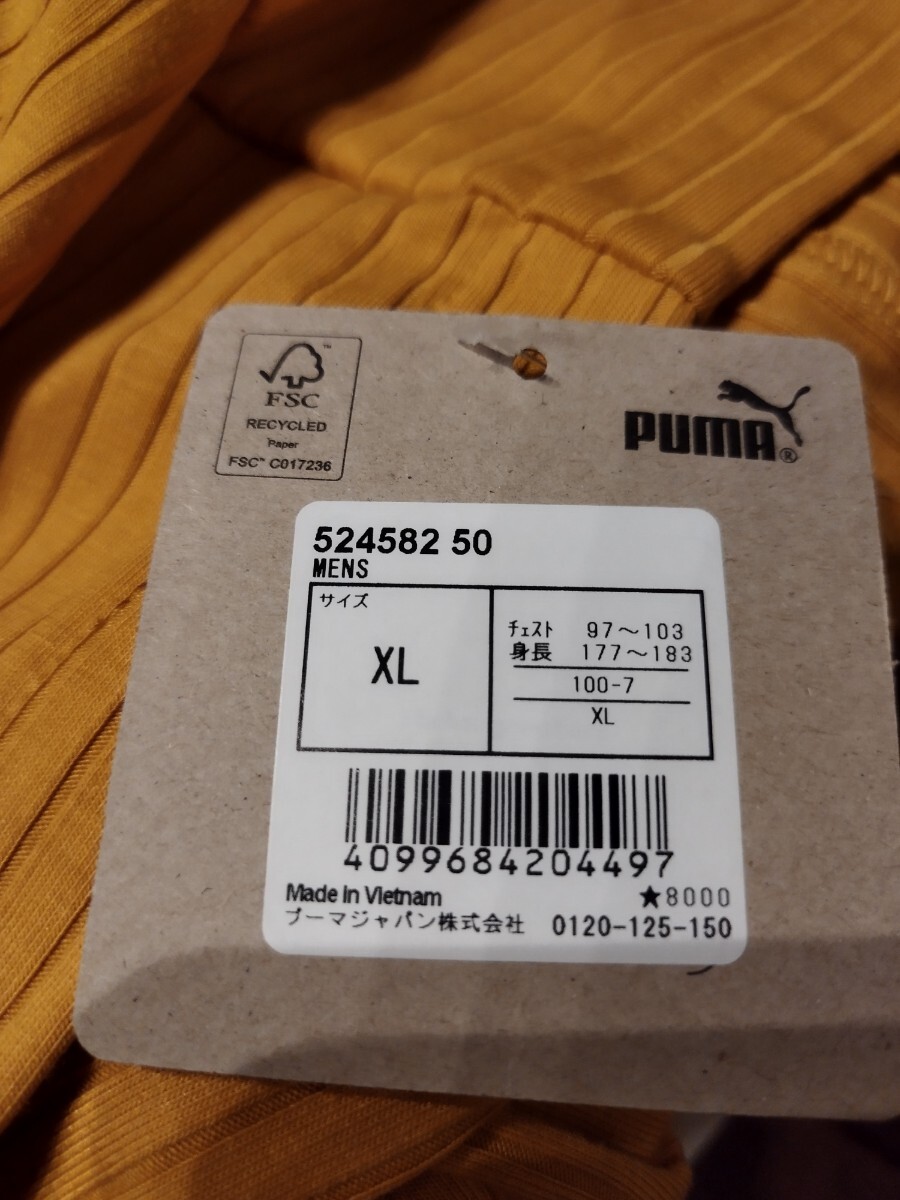 FSC™
RECYCLED
Paper
FSC™ C017236
PUMA®
524582 50
MENS
サイズ
XL
チェスト 97～103
身長 177～183
100-7
XL
4099684204497
Made in Vietnam
★8000
プーマジャパン株式会社 0120-125-150